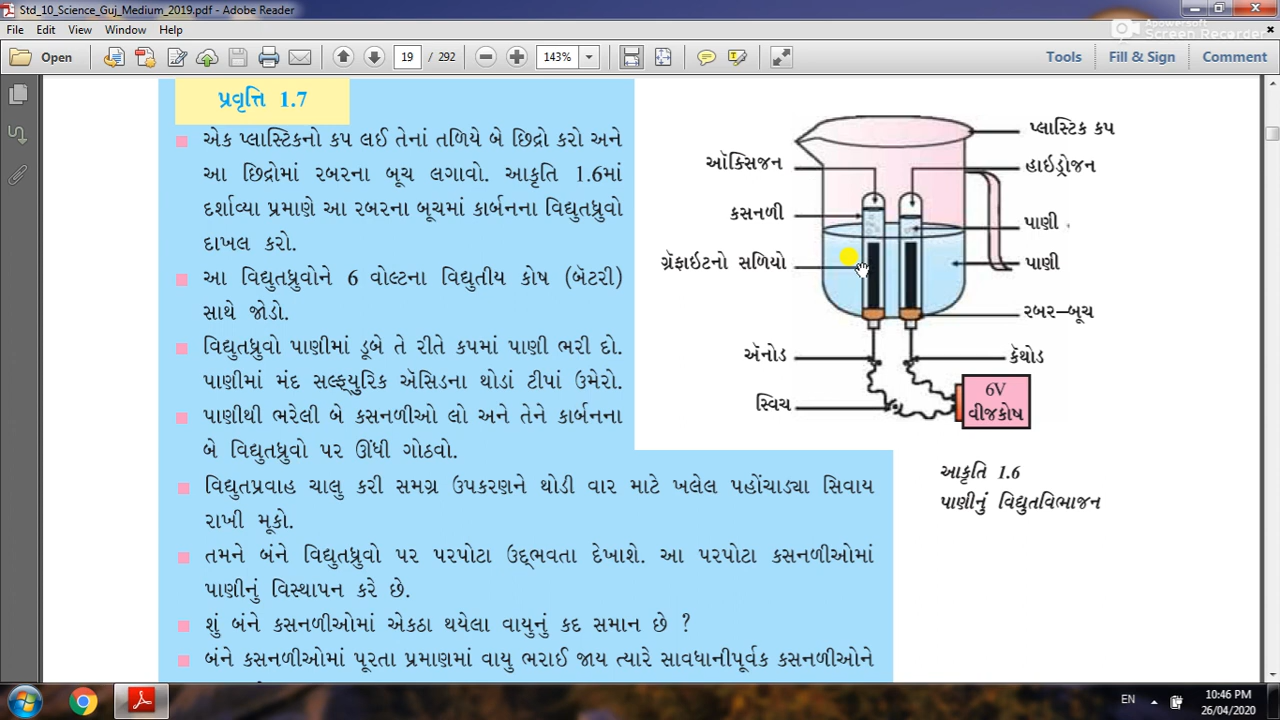 Std_10_Science_Guj_Medium_2019.pdf - Adobe Reader
File Edit View Window Help
Apowersoft
Screen Recorder
Open 19 / 292 143% Tools Fill & Sign Comment
પ્રવૃત્તિ 1.7
એક પ્લાસ્ટિકનો કપ લઈ તેનાં તળિયે બે છિદ્રો કરો અને
આ છિદ્રોમાં રબરના બૂચ લગાવો. આકૃતિ 1.6માં
દર્શાવ્યા પ્રમાણે આ રબરના બૂચમાં કાર્બનના વિદ્યુતધ્રુવો
દાખલ કરો.
આ વિદ્યુતધ્રુવોને 6 વોલ્ટના વિદ્યુતીય કોષ (બૅટરી)
સાથે જોડો.
વિદ્યુતધ્રુવો પાણીમાં ડૂબે તે રીતે કપમાં પાણી ભરી દો.
પાણીમાં મંદ સલ્ફ્યુરિક ઍસિડના થોડાં ટીપાં ઉમેરો.
પાણીથી ભરેલી બે કસનળીઓ લો અને તેને કાર્બનના
બે વિદ્યુતધ્રુવો પર ઊંધી ગોઠવો.
વિદ્યુતપ્રવાહ ચાલુ કરી સમગ્ર ઉપકરણને થોડી વાર માટે ખલેલ પહોંચાડ્યા સિવાય
રાખી મૂકો.
તમને બંને વિદ્યુતધ્રુવો પર પરપોટા ઉદ્ભવતા દેખાશે. આ પરપોટા કસનળીઓમાં
પાણીનું વિસ્થાપન કરે છે.
શું બંને કસનળીઓમાં એકઠા થયેલા વાયુનું કદ સમાન છે ?
બંને કસનળીઓમાં પૂરતા પ્રમાણમાં વાયુ ભરાઈ જાય ત્યારે સાવધાનીપૂર્વક કસનળીઓને
પ્લાસ્ટિક કપ
ઑક્સિજન
હાઇડ્રોજન
કસનળી
પાણી
ગ્રૅફાઇટનો સળિયો
પાણી
રબર–બૂચ
ઍનોડ
કૅથોડ
સ્વિચ
6V
વીજકોષ
આકૃતિ 1.6
પાણીનું વિદ્યુતવિભાજન
EN
10:46 PM
26/04/2020